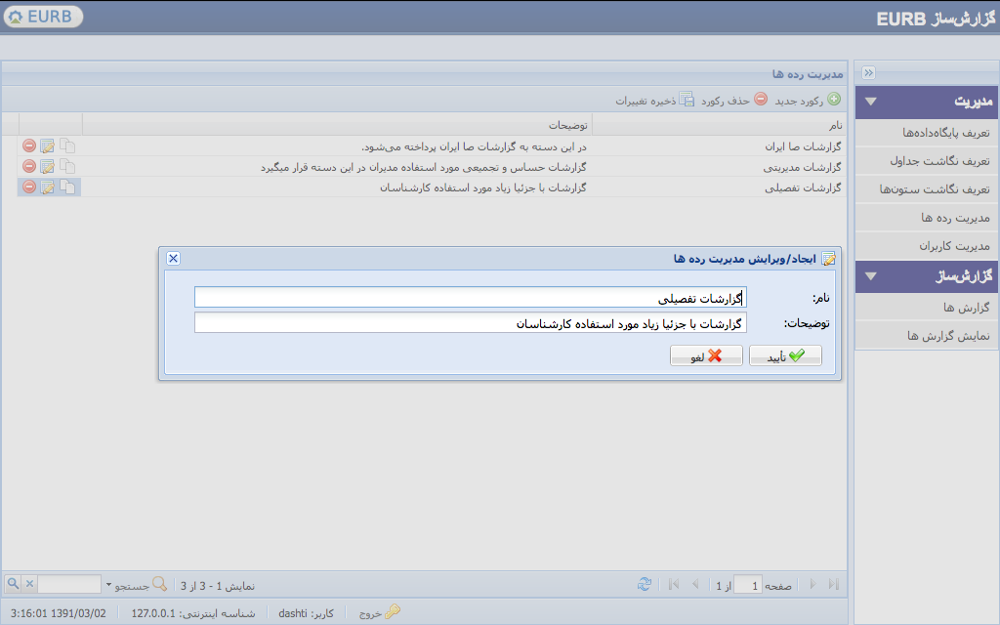 گزارش‌ساز EURB
EURB
مدیریت
تعریف پایگاه‌داده‌ها
تعریف نگاشت جداول
تعریف نگاشت ستون‌ها
مدیریت رده ها
مدیریت کاربران
گزارش‌ساز
گزارش ها
نمایش گزارش ها
مدیریت رده ها
رکورد جدید حذف رکورد ذخیره تغییرات
نام توضیحات
گزارشات صا ایران در این دسته به گزارشات صا ایران پرداخته می‌شود.
گزارشات مدیریتی گزارشات حساس و تجمیعی مورد استفاده مدیران در این دسته قرار میگیرد
گزارشات تفصیلی گزارشات با جزئیا زیاد مورد استفاده کارشناسان
ایجاد/ویرایش مدیریت رده ها
نام: گزارشات تفصیلی
توضیحات: گزارشات با جزئیا زیاد مورد استفاده کارشناسان
تأیید لغو
صفحه 1 از 1 نمایش 1 - 3 از 3 جستجو
خروج کاربر: dashti شناسه اینترنتی: 127.0.0.1 1391/03/02 3:16:01